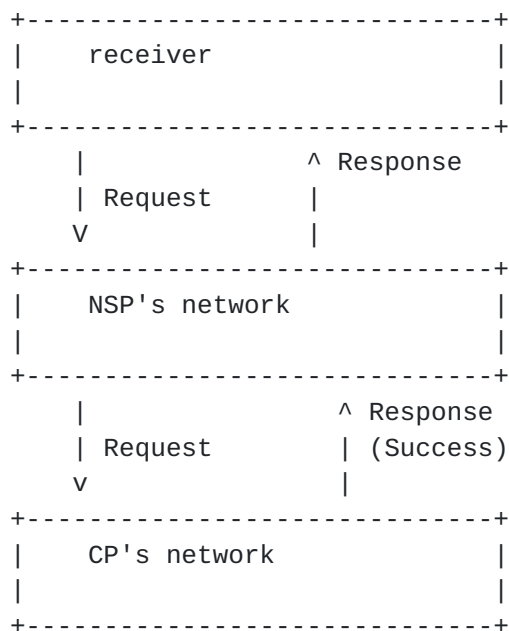 +------------------------------+
|    receiver                  |
|                              |
+------------------------------+
    |              ^ Response
    | Request      |
    V              |
+------------------------------+
|    NSP's network             |
|                              |
+------------------------------+
    |                ^ Response
    | Request        | (Success)
    v                |
+------------------------------+
|    CP's network              |
|                              |
+------------------------------+